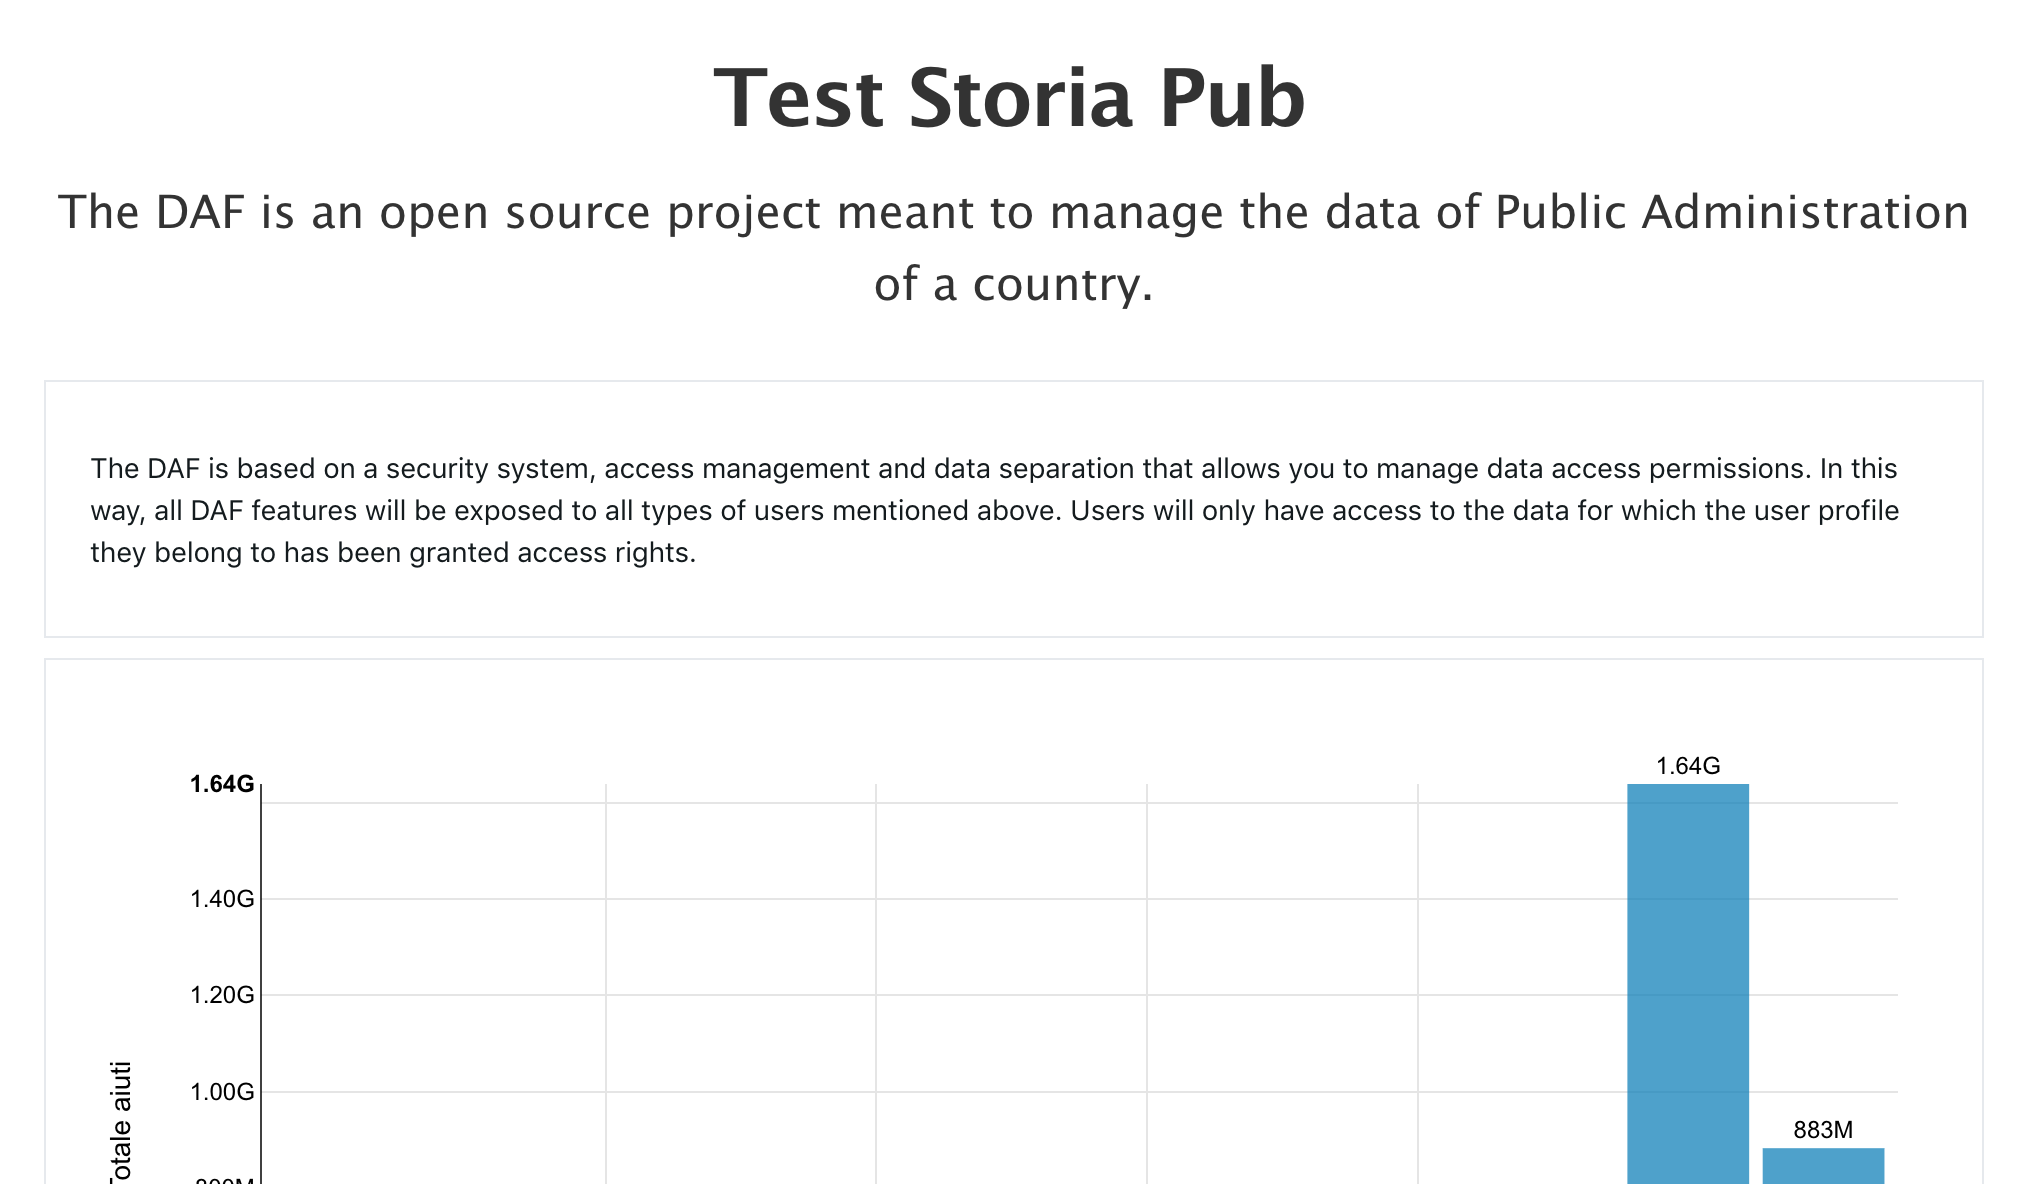 Test Storia Pub
The DAF is an open source project meant to manage the data of Public Administration
of a country.
The DAF is based on a security system, access management and data separation that allows you to manage data access permissions. In this
way, all DAF features will be exposed to all types of users mentioned above. Users will only have access to the data for which the user profile
they belong to has been granted access rights.
1.64G
1.64G
1.40G
1.20G
1.00G
Totale aiuti
883M
800M